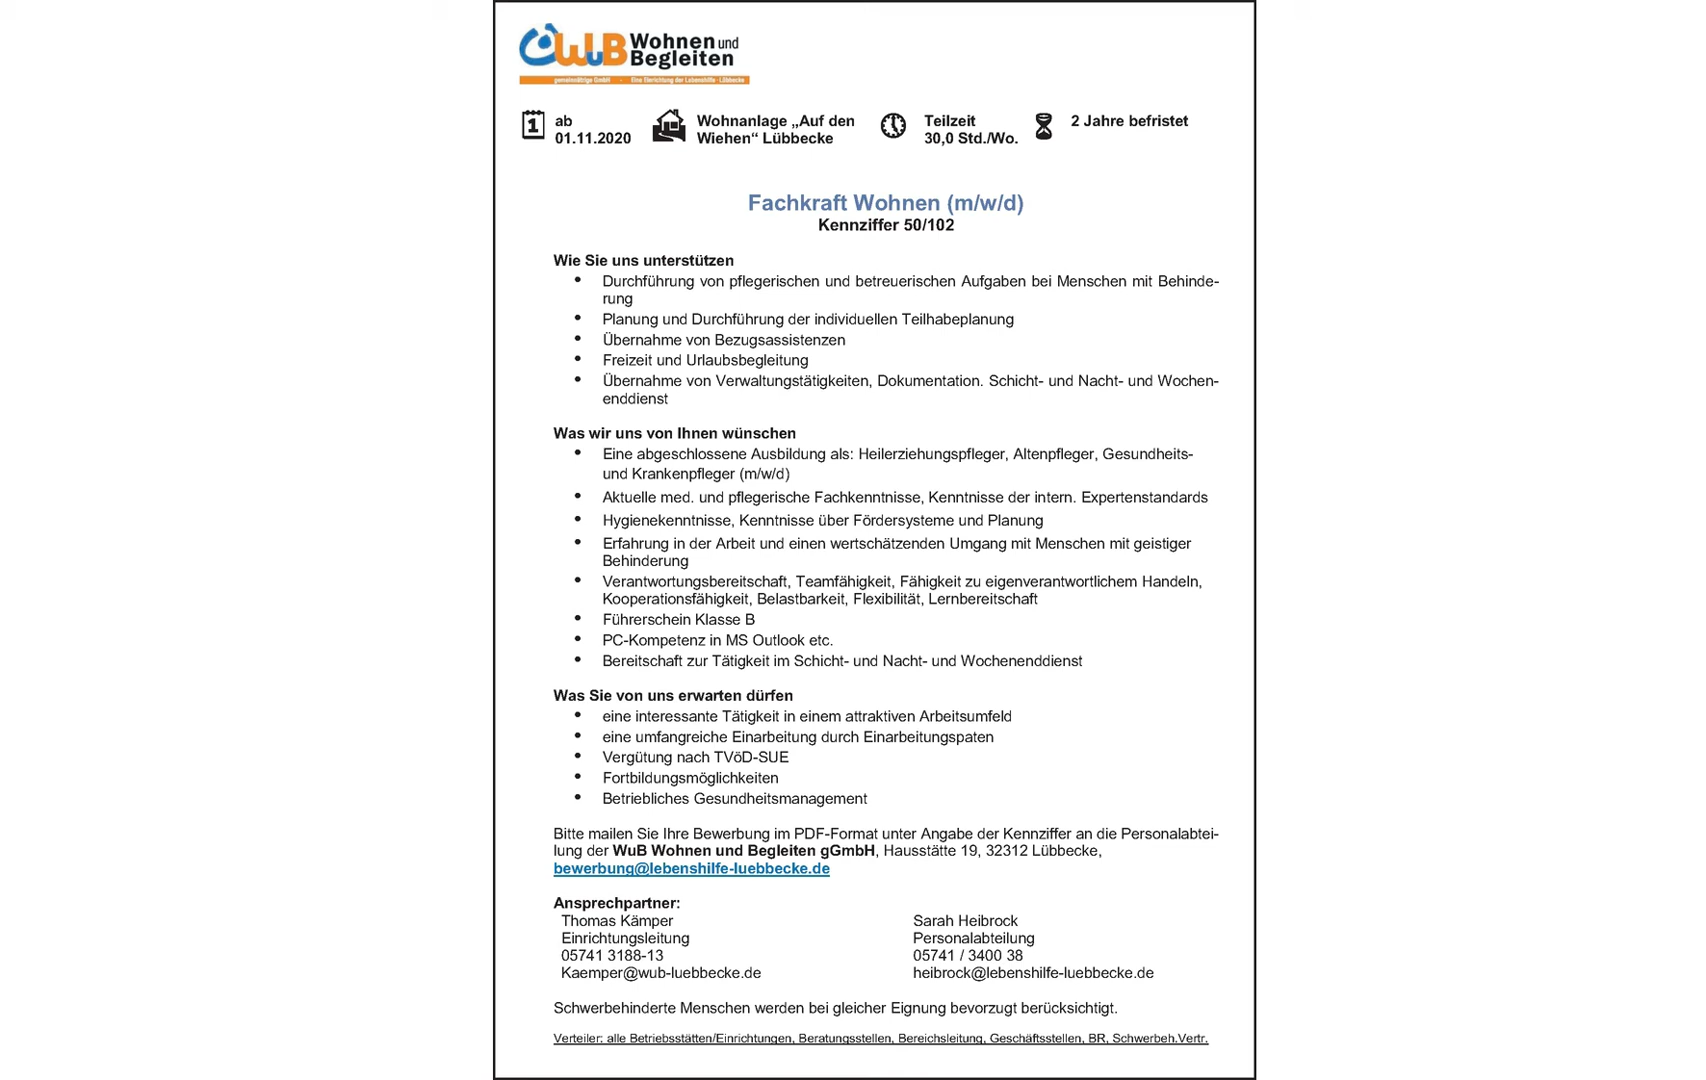 WuB Wohnen und
Begleiten
gemeinnützige GmbH - Eine Einrichtung der Lebenshilfe · Lübbecke
1 ab
01.11.2020
Wohnanlage „Auf den
Wiehen“ Lübbecke
Teilzeit
30,0 Std./Wo.
2 Jahre befristet
Fachkraft Wohnen (m/w/d)
Kennziffer 50/102
Wie Sie uns unterstützen
• Durchführung von pflegerischen und betreuerischen Aufgaben bei Menschen mit Behinde-
rung
• Planung und Durchführung der individuellen Teilhabeplanung
• Übernahme von Bezugsassistenzen
• Freizeit und Urlaubsbegleitung
• Übernahme von Verwaltungstätigkeiten, Dokumentation. Schicht- und Nacht- und Wochen-
enddienst
Was wir uns von Ihnen wünschen
• Eine abgeschlossene Ausbildung als: Heilerziehungspfleger, Altenpfleger, Gesundheits-
und Krankenpfleger (m/w/d)
• Aktuelle med. und pflegerische Fachkenntnisse, Kenntnisse der intern. Expertenstandards
• Hygienekenntnisse, Kenntnisse über Fördersysteme und Planung
• Erfahrung in der Arbeit und einen wertschätzenden Umgang mit Menschen mit geistiger
Behinderung
• Verantwortungsbereitschaft, Teamfähigkeit, Fähigkeit zu eigenverantwortlichem Handeln,
Kooperationsfähigkeit, Belastbarkeit, Flexibilität, Lernbereitschaft
• Führerschein Klasse B
• PC-Kompetenz in MS Outlook etc.
• Bereitschaft zur Tätigkeit im Schicht- und Nacht- und Wochenenddienst
Was Sie von uns erwarten dürfen
• eine interessante Tätigkeit in einem attraktiven Arbeitsumfeld
• eine umfangreiche Einarbeitung durch Einarbeitungspaten
• Vergütung nach TVöD-SUE
• Fortbildungsmöglichkeiten
• Betriebliches Gesundheitsmanagement
Bitte mailen Sie Ihre Bewerbung im PDF-Format unter Angabe der Kennziffer an die Personalabtei-
lung der WuB Wohnen und Begleiten gGmbH, Hausstätte 19, 32312 Lübbecke,
bewerbung@lebenshilfe-luebbecke.de
Ansprechpartner:
Thomas Kämper
Einrichtungsleitung
05741 3188-13
Kaemper@wub-luebbecke.de
Sarah Heibrock
Personalabteilung
05741 / 3400 38
heibrock@lebenshilfe-luebbecke.de
Schwerbehinderte Menschen werden bei gleicher Eignung bevorzugt berücksichtigt.
Verteiler: alle Betriebsstätten/Einrichtungen, Beratungsstellen, Bereichsleitung, Geschäftsstellen, BR, Schwerbeh.Vertr.